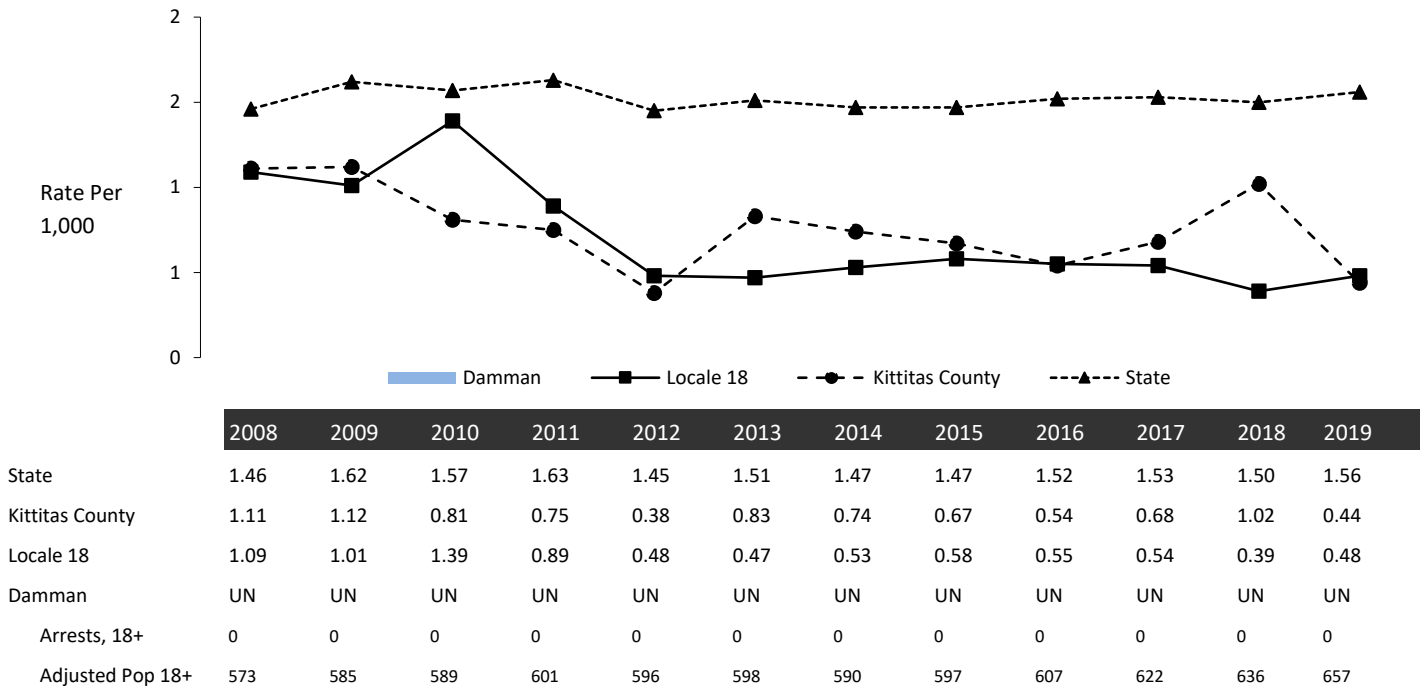 2
2
Rate Per
1,000
1
1
0
Damman Locale 18 Kittitas County State
2008 2009 2010 2011 2012 2013 2014 2015 2016 2017 2018 2019
State 1.46 1.62 1.57 1.63 1.45 1.51 1.47 1.47 1.52 1.53 1.50 1.56
Kittitas County 1.11 1.12 0.81 0.75 0.38 0.83 0.74 0.67 0.54 0.68 1.02 0.44
Locale 18 1.09 1.01 1.39 0.89 0.48 0.47 0.53 0.58 0.55 0.54 0.39 0.48
Damman UN UN UN UN UN UN UN UN UN UN UN UN
Arrests, 18+ 0 0 0 0 0 0 0 0 0 0 0 0
Adjusted Pop 18+ 573 585 589 601 596 598 590 597 607 622 636 657